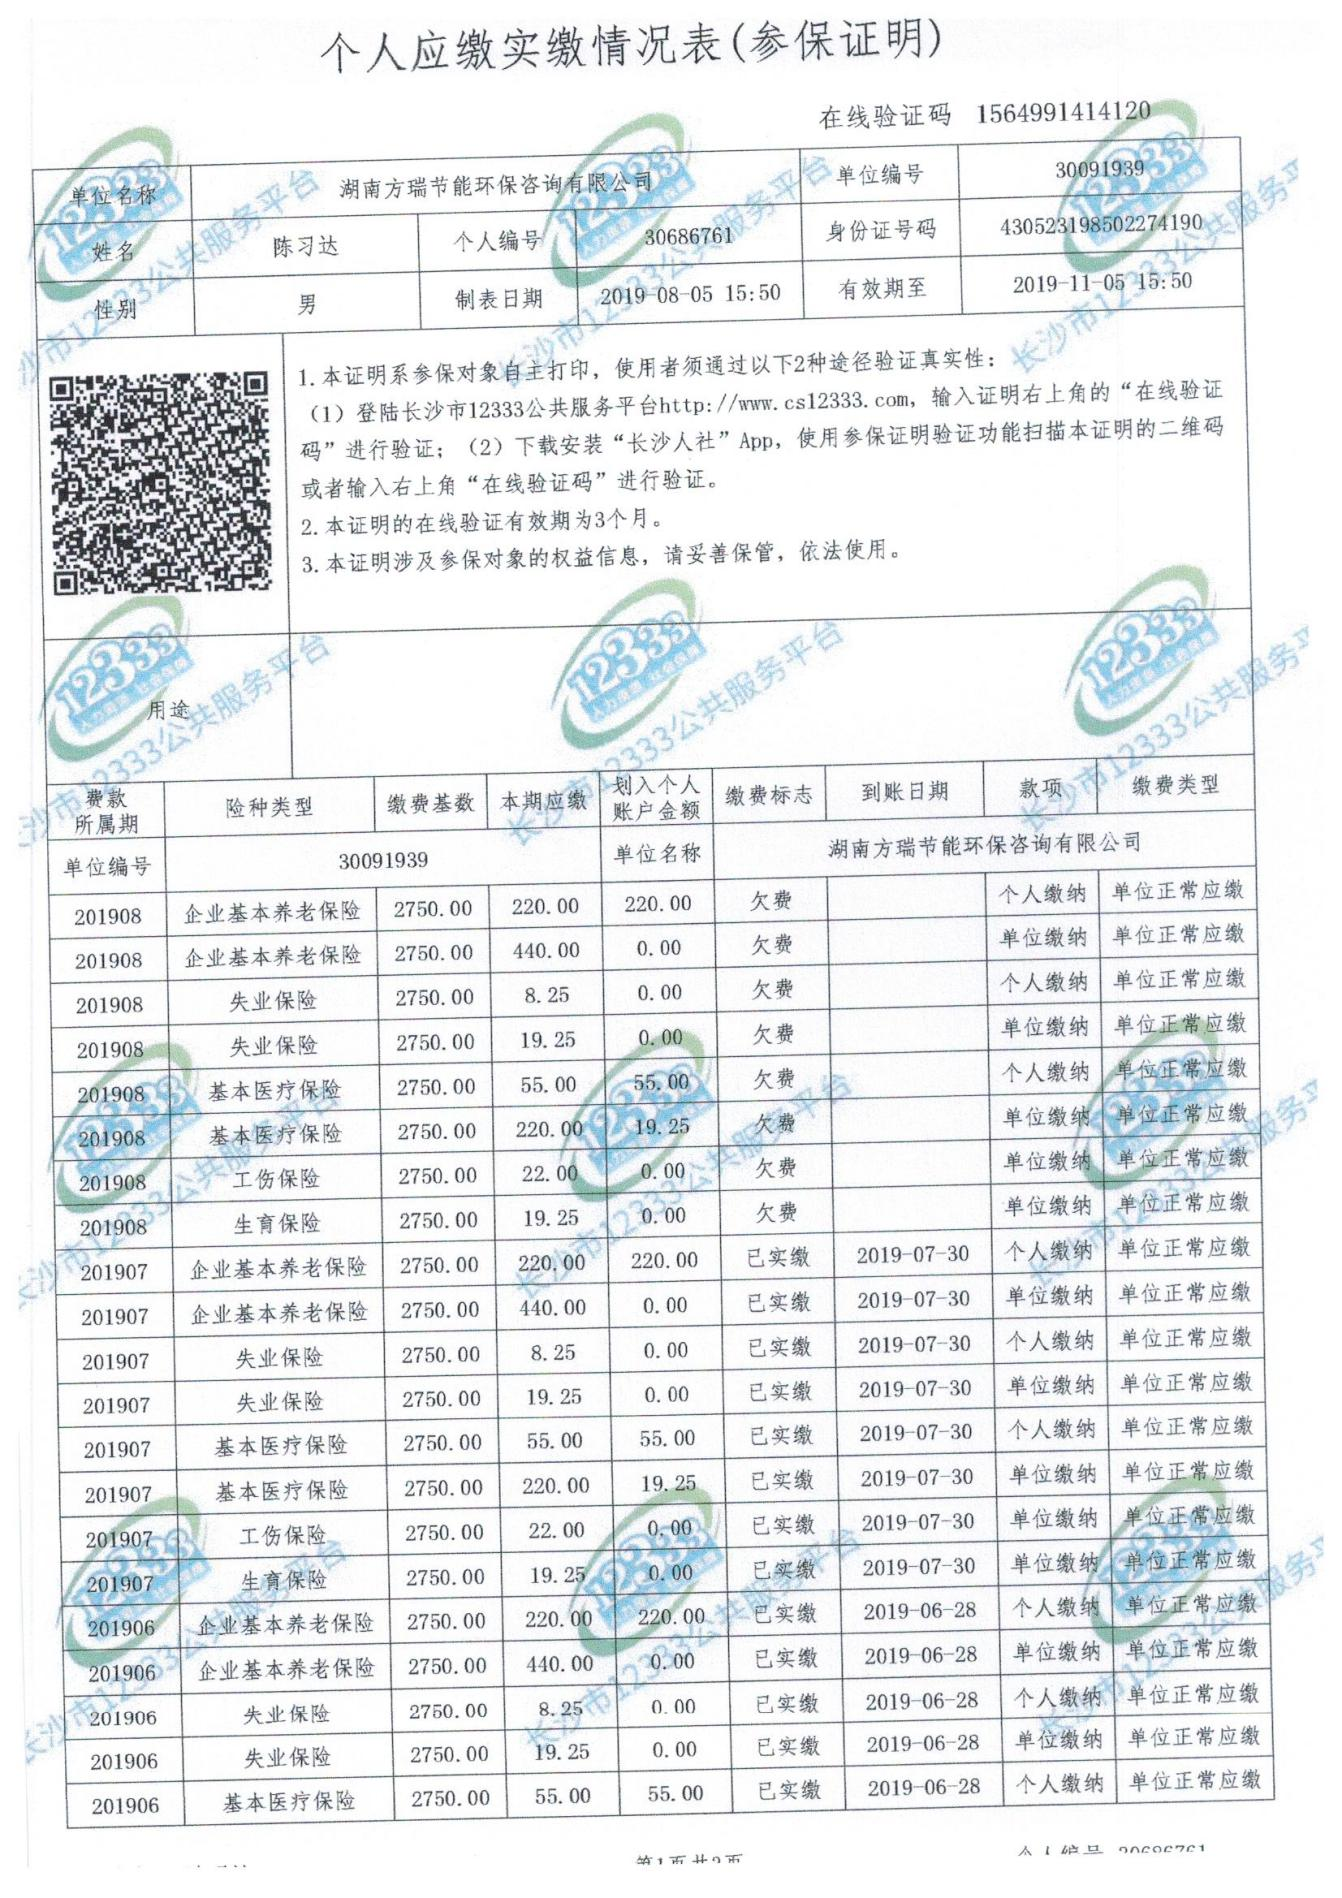 个人应缴实缴情况表(参保证明)
在线验证码 1564991414120
单位名称 湖南方瑞节能环保咨询有限公司 单位编号 30091939
姓名 陈习达 个人编号 30686761 身份证号码 430523198502274190
性别 男 制表日期 2019-08-05 15:50 有效期至 2019-11-05 15:50
1.本证明系参保对象自主打印，使用者须通过以下2种途径验证真实性：
（1）登陆长沙市12333公共服务平台http://www.cs12333.com，输入证明右上角的“在线验证
码”进行验证；（2）下载安装“长沙人社”App，使用参保证明验证功能扫描本证明的二维码
或者输入右上角“在线验证码”进行验证。
2.本证明的在线验证有效期为3个月。
3.本证明涉及参保对象的权益信息，请妥善保管，依法使用。
用途
费款所属期 险种类型 缴费基数 本期应缴 划入个人账户金额 缴费标志 到账日期 款项 缴费类型
单位编号 30091939 单位名称 湖南方瑞节能环保咨询有限公司
201908 企业基本养老保险 2750.00 220.00 220.00 欠费 个人缴纳 单位正常应缴
201908 企业基本养老保险 2750.00 440.00 0.00 欠费 单位缴纳 单位正常应缴
201908 失业保险 2750.00 8.25 0.00 欠费 个人缴纳 单位正常应缴
201908 失业保险 2750.00 19.25 0.00 欠费 单位缴纳 单位正常应缴
201908 基本医疗保险 2750.00 55.00 55.00 欠费 个人缴纳 单位正常应缴
201908 基本医疗保险 2750.00 220.00 19.25 欠费 单位缴纳 单位正常应缴
201908 工伤保险 2750.00 22.00 0.00 欠费 单位缴纳 单位正常应缴
201908 生育保险 2750.00 19.25 0.00 欠费 单位缴纳 单位正常应缴
201907 企业基本养老保险 2750.00 220.00 220.00 已实缴 2019-07-30 个人缴纳 单位正常应缴
201907 企业基本养老保险 2750.00 440.00 0.00 已实缴 2019-07-30 单位缴纳 单位正常应缴
201907 失业保险 2750.00 8.25 0.00 已实缴 2019-07-30 个人缴纳 单位正常应缴
201907 失业保险 2750.00 19.25 0.00 已实缴 2019-07-30 单位缴纳 单位正常应缴
201907 基本医疗保险 2750.00 55.00 55.00 已实缴 2019-07-30 个人缴纳 单位正常应缴
201907 基本医疗保险 2750.00 220.00 19.25 已实缴 2019-07-30 单位缴纳 单位正常应缴
201907 工伤保险 2750.00 22.00 0.00 已实缴 2019-07-30 单位缴纳 单位正常应缴
201907 生育保险 2750.00 19.25 0.00 已实缴 2019-07-30 单位缴纳 单位正常应缴
201906 企业基本养老保险 2750.00 220.00 220.00 已实缴 2019-06-28 个人缴纳 单位正常应缴
201906 企业基本养老保险 2750.00 440.00 0.00 已实缴 2019-06-28 单位缴纳 单位正常应缴
201906 失业保险 2750.00 8.25 0.00 已实缴 2019-06-28 个人缴纳 单位正常应缴
201906 失业保险 2750.00 19.25 0.00 已实缴 2019-06-28 单位缴纳 单位正常应缴
201906 基本医疗保险 2750.00 55.00 55.00 已实缴 2019-06-28 个人缴纳 单位正常应缴
个人编号 30686761